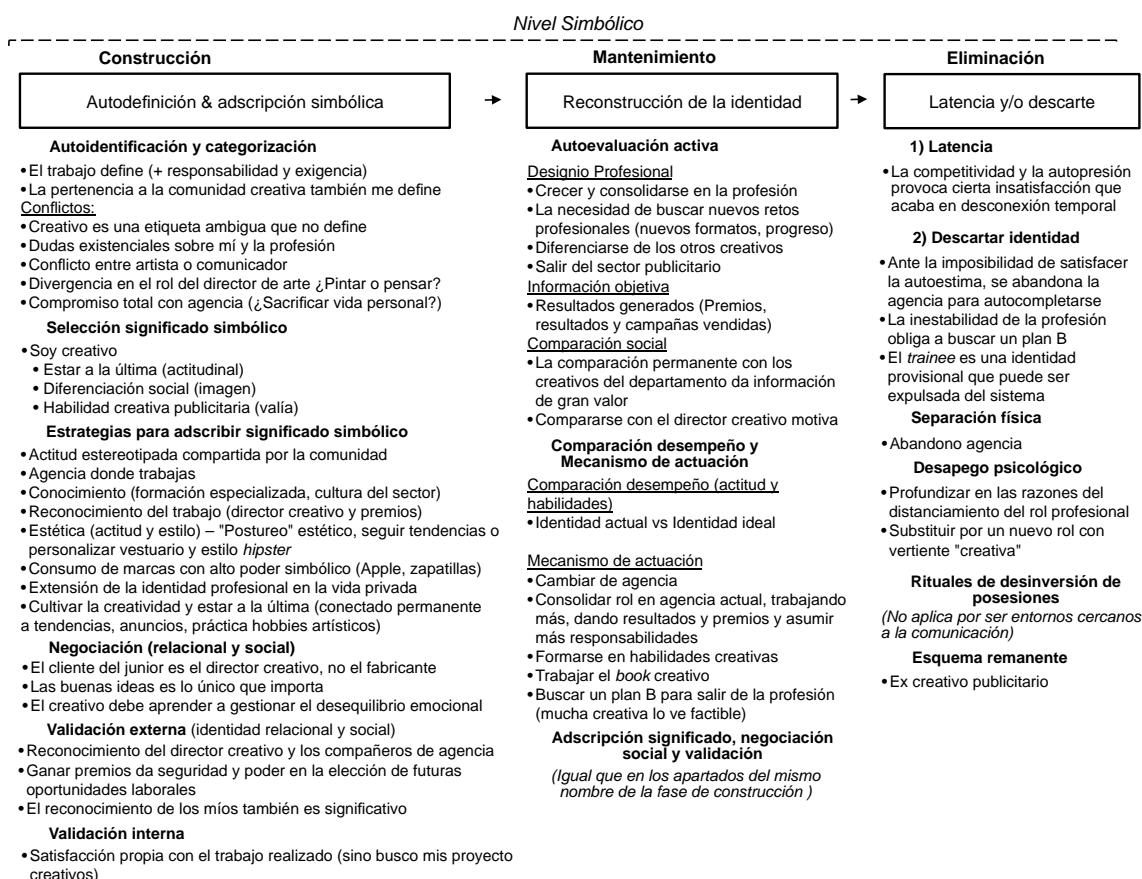 Nivel Simbólico
Construcción
Autodefinición & adscripción simbólica
Autoidentificación y categorización
•El trabajo define (+ responsabilidad y exigencia)
•La pertenencia a la comunidad creativa también me define
Conflictos:
•Creativo es una etiqueta ambigua que no define
•Dudas existenciales sobre mí y la profesión
•Conflicto entre artista o comunicador
•Divergencia en el rol del director de arte ¿Pintar o pensar?
•Compromiso total con agencia (¿Sacrificar vida personal?)
Selección significado simbólico
•Soy creativo
• Estar a la última (actitudinal)
• Diferenciación social (imagen)
• Habilidad creativa publicitaria (valía)
Estrategias para adscribir significado simbólico
•Actitud estereotipada compartida por la comunidad
•Agencia donde trabajas
•Conocimiento (formación especializada, cultura del sector)
•Reconocimiento del trabajo (director creativo y premios)
•Estética (actitud y estilo) – "Postureo" estético, seguir tendencias o
personalizar vestuario y estilo hipster
•Consumo de marcas con alto poder simbólico (Apple, zapatillas)
•Extensión de la identidad profesional en la vida privada
•Cultivar la creatividad y estar a la última (conectado permanente
a tendencias, anuncios, práctica hobbies artísticos)
Negociación (relacional y social)
•El cliente del junior es el director creativo, no el fabricante
•Las buenas ideas es lo único que importa
•El creativo debe aprender a gestionar el desequilibrio emocional
Validación externa (identidad relacional y social)
•Reconocimiento del director creativo y los compañeros de agencia
•Ganar premios da seguridad y poder en la elección de futuras
oportunidades laborales
•El reconocimiento de los míos también es significativo
Validación interna
•Satisfacción propia con el trabajo realizado (sino busco mis proyecto
creativos)
Mantenimiento
Reconstrucción de la identidad
Autoevaluación activa
Designio Profesional
•Crecer y consolidarse en la profesión
•La necesidad de buscar nuevos retos
profesionales (nuevos formatos, progreso)
•Diferenciarse de los otros creativos
•Salir del sector publicitario
Información objetiva
•Resultados generados (Premios,
resultados y campañas vendidas)
Comparación social
•La comparación permanente con los
creativos del departamento da información
de gran valor
•Compararse con el director creativo motiva
Comparación desempeño y
Mecanismo de actuación
Comparación desempeño (actitud y
habilidades)
•Identidad actual vs Identidad ideal
Mecanismo de actuación
•Cambiar de agencia
•Consolidar rol en agencia actual, trabajando
más, dando resultados y premios y asumir
más responsabilidades
•Formarse en habilidades creativas
•Trabajar el book creativo
•Buscar un plan B para salir de la profesión
(mucha creativa lo ve factible)
Adscripción significado, negociación
social y validación
(Igual que en los apartados del mismo
nombre de la fase de construcción )
Eliminación
Latencia y/o descarte
1) Latencia
•La competitividad y la autopresión
provoca cierta insatisfacción que
acaba en desconexión temporal
2) Descartar identidad
•Ante la imposibilidad de satisfacer
la autoestima, se abandona la
agencia para autocompletarse
•La inestabilidad de la profesión
obliga a buscar un plan B
•El trainee es una identidad
provisional que puede ser
expulsada del sistema
Separación física
•Abandono agencia
Desapego psicológico
•Profundizar en las razones del
distanciamiento del rol profesional
•Substituir por un nuevo rol con
vertiente "creativa"
Rituales de desinversión de
posesiones
(No aplica por ser entornos cercanos
a la comunicación)
Esquema remanente
•Ex creativo publicitario